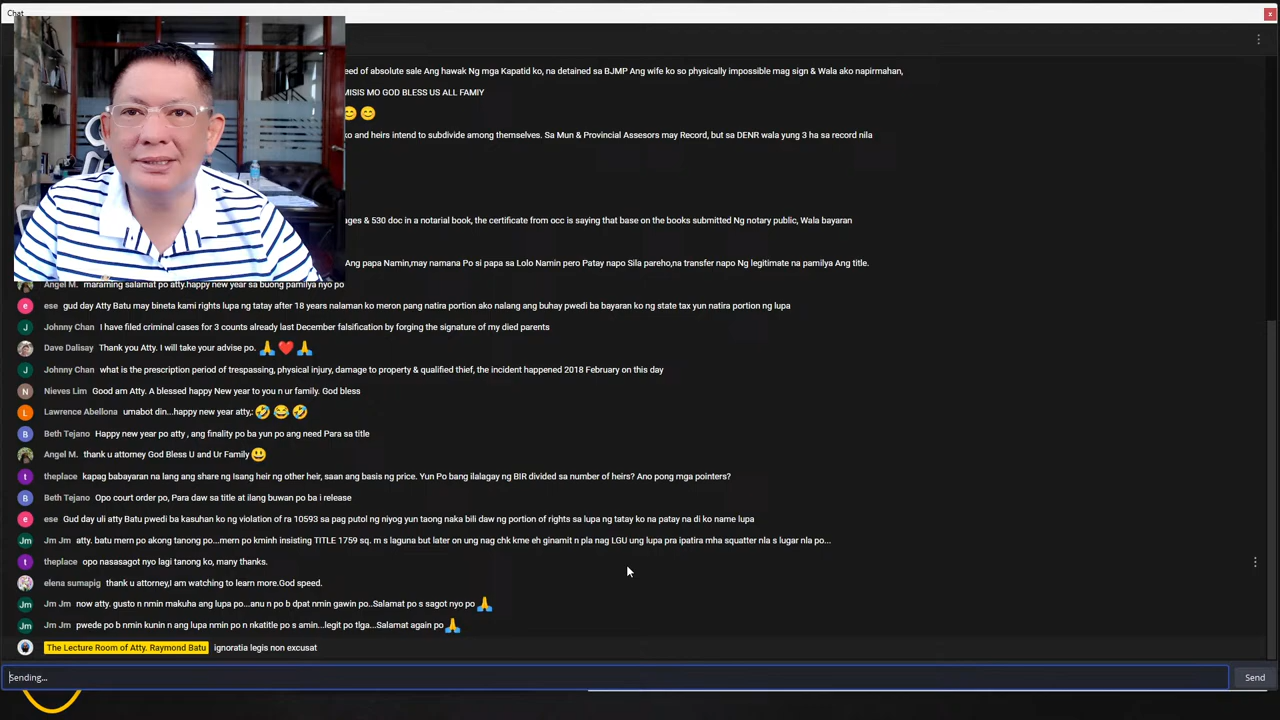 Chat
x
eed of absolute sale Ang hawak Ng mga Kapatid ko, na detained sa BJMP Ang wife ko so physically impossible mag sign & Wala ako napirmahan,
MISIS MO GOD BLESS US ALL FAMIY
😊 😊
ko and heirs intend to subdivide among themselves. Sa Mun & Provincial Assesors may Record, but sa DENR wala yung 3 ha sa record nila
ages & 530 doc in a notarial book, the certificate from occ is saying that base on the books submitted Ng notary public, Wala bayaran
Ang papa Namin,may namana Po si papa sa Lolo Namin pero Patay napo Sila pareho,na transfer napo Ng legitimate na pamilya Ang title.
Angel M. maraming salamat po atty.happy new year sa buong pamilya nyo po
e ese gud day Atty Batu may bineta kami rights lupa ng tatay after 18 years nalaman ko meron pang natira portion ako nalang ang buhay pwedi ba bayaran ko ng state tax yun natira portion ng lupa
J Johnny Chan I have filed criminal cases for 3 counts already last December falsification by forging the signature of my died parents
Dave Dalisay Thank you Atty. I will take your advise po. 🙏 ❤️ 🙏
J Johnny Chan what is the prescription period of trespassing, physical injury, damage to property & qualified thief, the incident happened 2018 February on this day
N Nieves Lim Good am Atty. A blessed happy New year to you n ur family. God bless
L Lawrence Abellona umabot din...happy new year atty,: 🤣 😂 🤣
B Beth Tejano Happy new year po atty , ang finality po ba yun po ang need Para sa title
Angel M. thank u attorney God Bless U and Ur Family 😃
t theplace kapag babayaran na lang ang share ng Isang heir ng other heir, saan ang basis ng price. Yun Po bang ilalagay ng BIR divided sa number of heirs? Ano pong mga pointers?
B Beth Tejano Opo court order po, Para daw sa title at ilang buwan po ba i release
e ese Gud day uli atty Batu pwedi ba kasuhan ko ng violation of ra 10593 sa pag putol ng niyog yun taong naka bili daw ng portion of rights sa lupa ng tatay ko na patay na di ko name lupa
Jm Jm Jm atty. batu mern po akong tanong po...mern po kminh insisting TITLE 1759 sq. m s laguna but later on ung nag chk kme eh ginamit n pla nag LGU ung lupa pra ipatira mha squatter nla s lugar nla po...
t theplace opo nasasagot nyo lagi tanong ko, many thanks.
elena sumapig thank u attorney,I am watching to learn more.God speed.
Jm Jm Jm now atty. gusto n nmin makuha ang lupa po...anu n po b dpat nmin gawin po..Salamat po s sagot nyo po 🙏
Jm Jm Jm pwede po b nmin kunin n ang lupa nmin po n nkatitle po s amin...legit po tlga...Salamat again po 🙏
The Lecture Room of Atty. Raymond Batu ignoratia legis non excusat
Sending...
Send